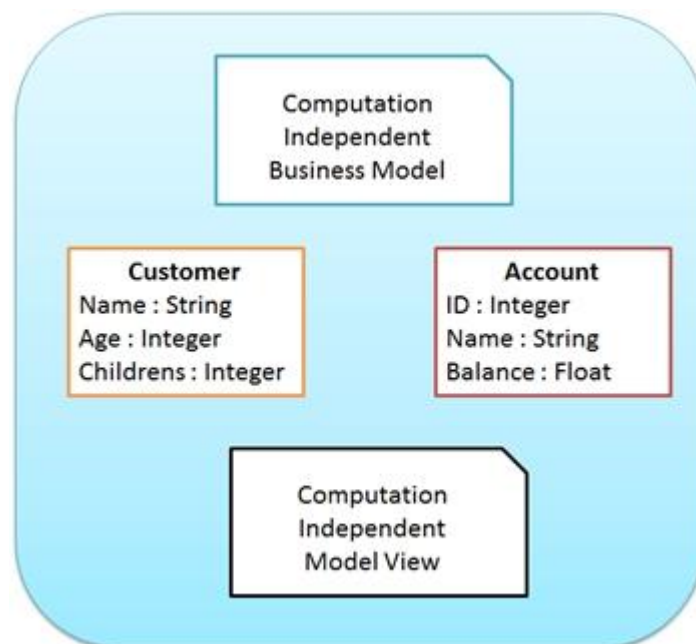 Computation
Independent
Business Model
Customer
Name : String
Age : Integer
Childrens : Integer
Account
ID : Integer
Name : String
Balance : Float
Computation
Independent
Model View